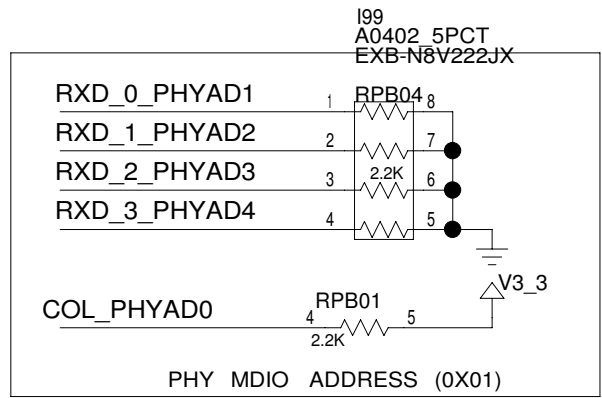 I99
A0402_5PCT
EXB-N8V222JX
RXD_0_PHYAD1 1 RPB04 8
RXD_1_PHYAD2 2 7
RXD_2_PHYAD3 3 2.2K 6
RXD_3_PHYAD4 4 5
V3_3
COL_PHYAD0 4 RPB01 5
2.2K
PHY MDIO ADDRESS (0X01)